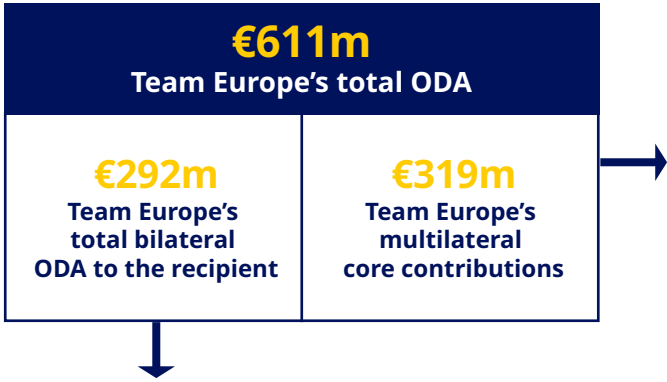 €611m
Team Europe’s total ODA
€292m
Team Europe’s
total bilateral
ODA to the recipient
€319m
Team Europe’s
multilateral
core contributions